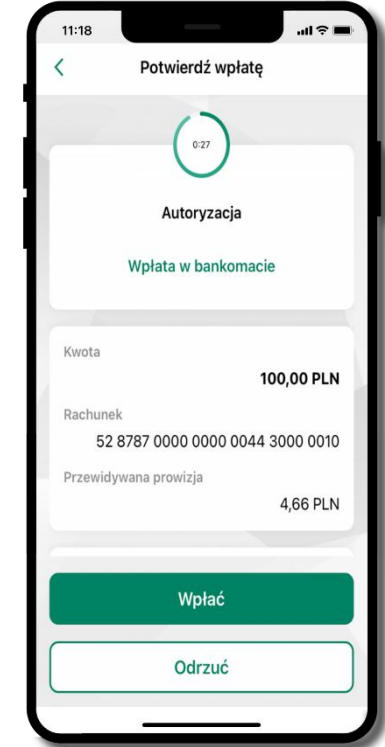 11:18
Potwierdź wpłatę
0:27
Autoryzacja
Wpłata w bankomacie
Kwota
100,00 PLN
Rachunek
52 8787 0000 0000 0044 3000 0010
Przewidywana prowizja
4,66 PLN
Wpłać
Odrzuć